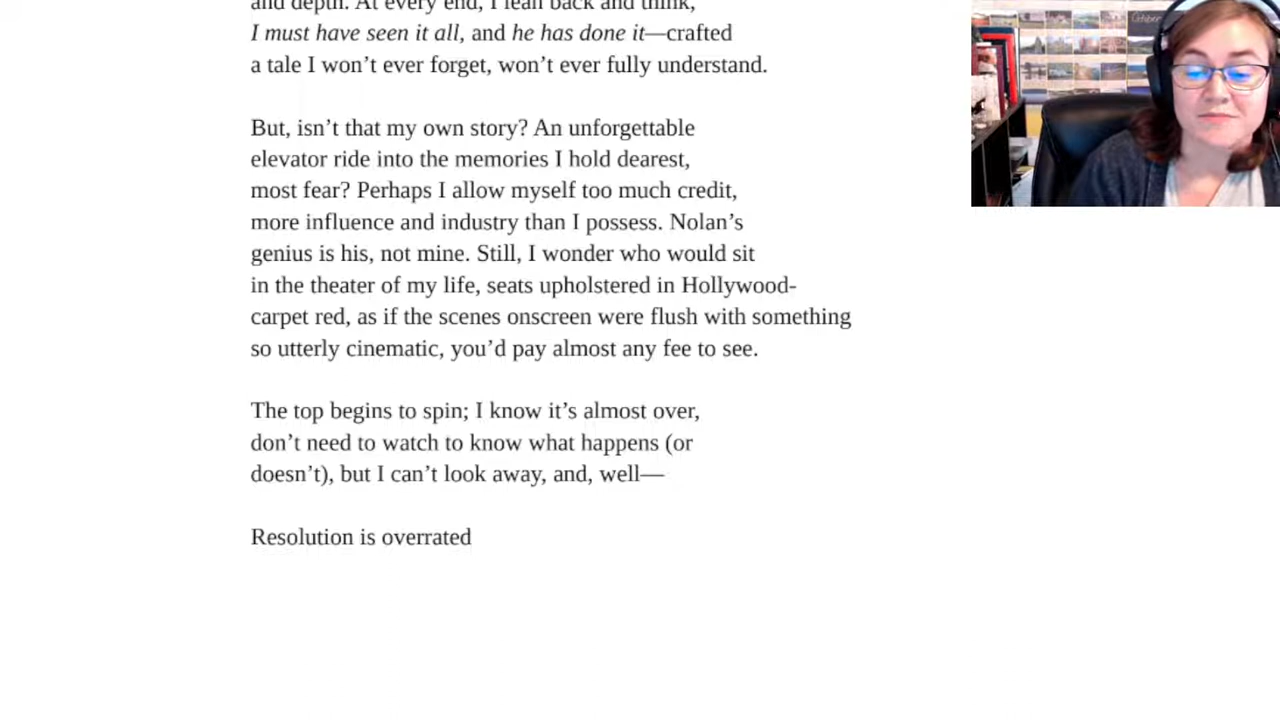 and depth. At every end, I lean back and think,
I must have seen it all, and he has done it—crafted
a tale I won’t ever forget, won’t ever fully understand.
But, isn’t that my own story? An unforgettable
elevator ride into the memories I hold dearest,
most fear? Perhaps I allow myself too much credit,
more influence and industry than I possess. Nolan’s
genius is his, not mine. Still, I wonder who would sit
in the theater of my life, seats upholstered in Hollywood-
carpet red, as if the scenes onscreen were flush with something
so utterly cinematic, you’d pay almost any fee to see.
The top begins to spin; I know it’s almost over,
don’t need to watch to know what happens (or
doesn’t), but I can’t look away, and, well—
Resolution is overrated